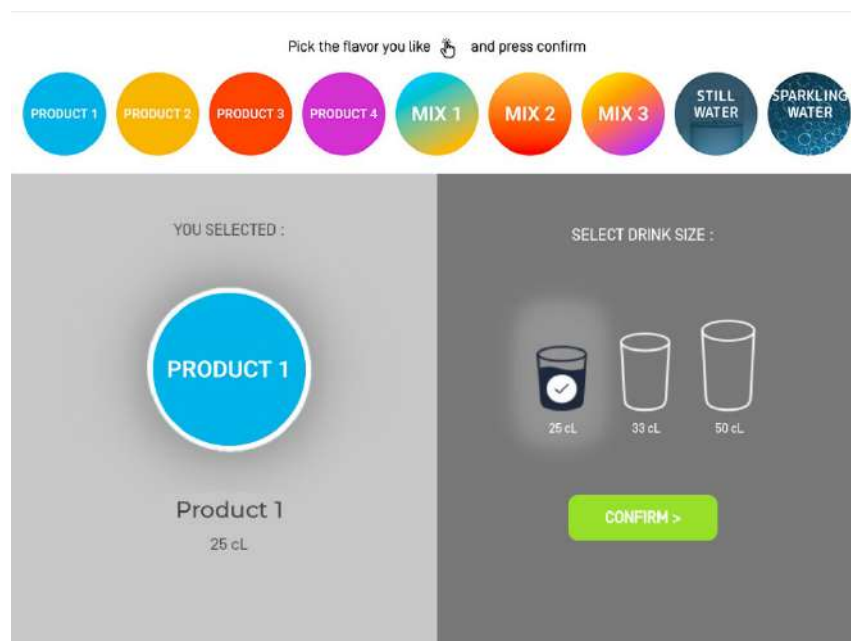 Pick the flavor you like and press confirm
PRODUCT 1
PRODUCT 2
PRODUCT 3
PRODUCT 4
MIX 1
MIX 2
MIX 3
STILL
WATER
SPARKLING
WATER
YOU SELECTED :
PRODUCT 1
Product 1
25 cL
SELECT DRINK SIZE :
25 cL
33 cL
50 cL
CONFIRM >